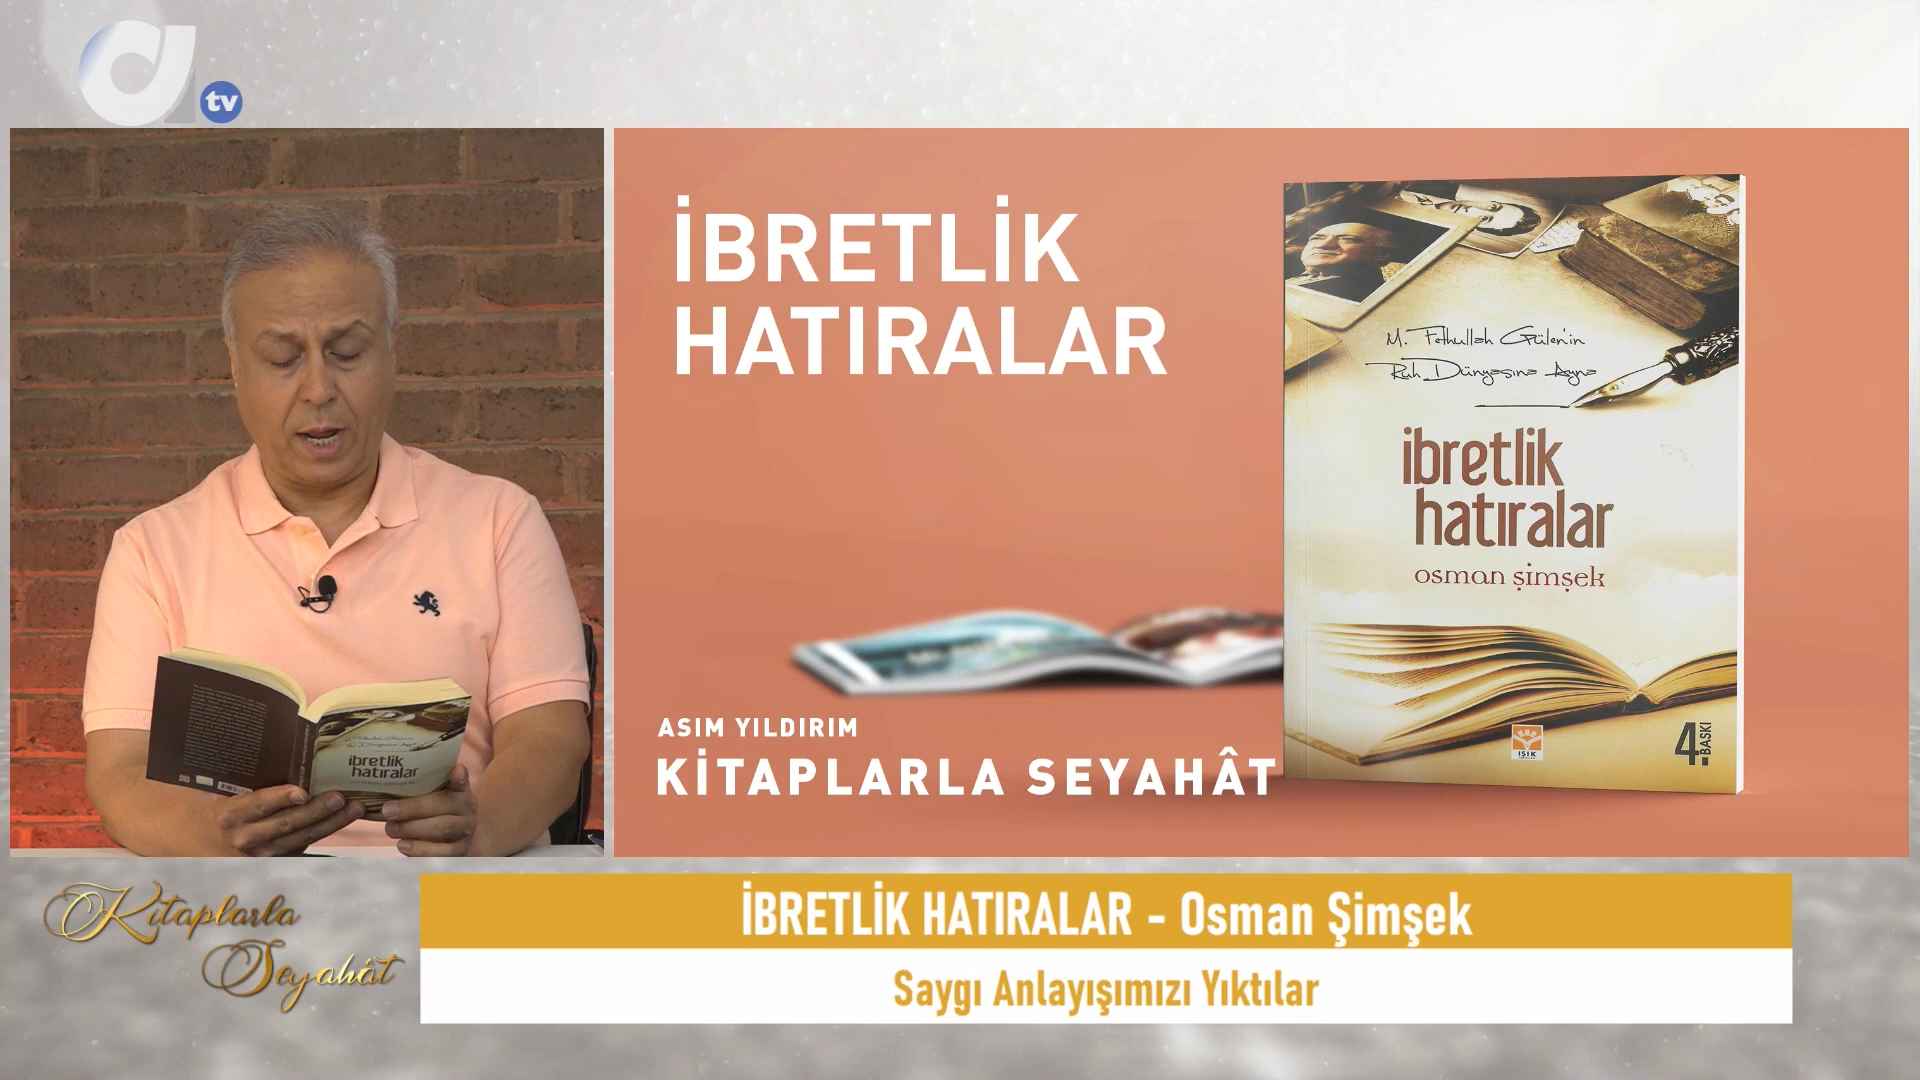 tv
İBRETLİK
HATIRALAR
M. Fethullah Gülen'in
Ruh Dünyasına Ayna
ibretlik
hatıralar
osman şimşek
IŞIK
4. BASKI
ASIM YILDIRIM
KİTAPLARLA SEYAHÂT
ibretlik
hatıralar
Kitaplarla
Seyahât
İBRETLİK HATIRALAR - Osman Şimşek
Saygı Anlayışımızı Yıktılar